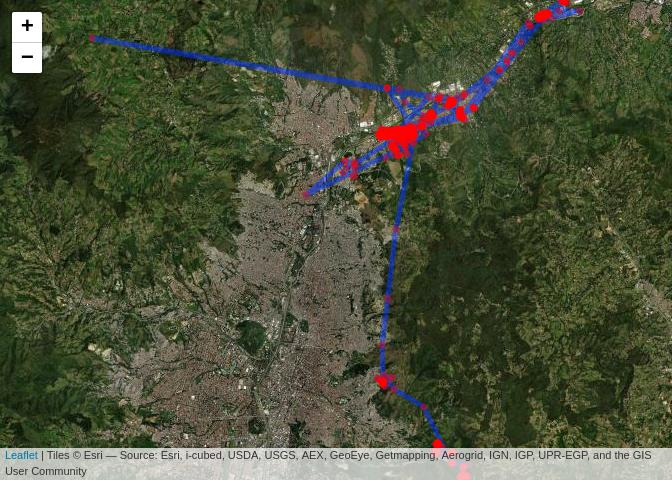 +
−
Leaflet | Tiles © Esri — Source: Esri, i-cubed, USDA, USGS, AEX, GeoEye, Getmapping, Aerogrid, IGN, IGP, UPR-EGP, and the GIS
User Community